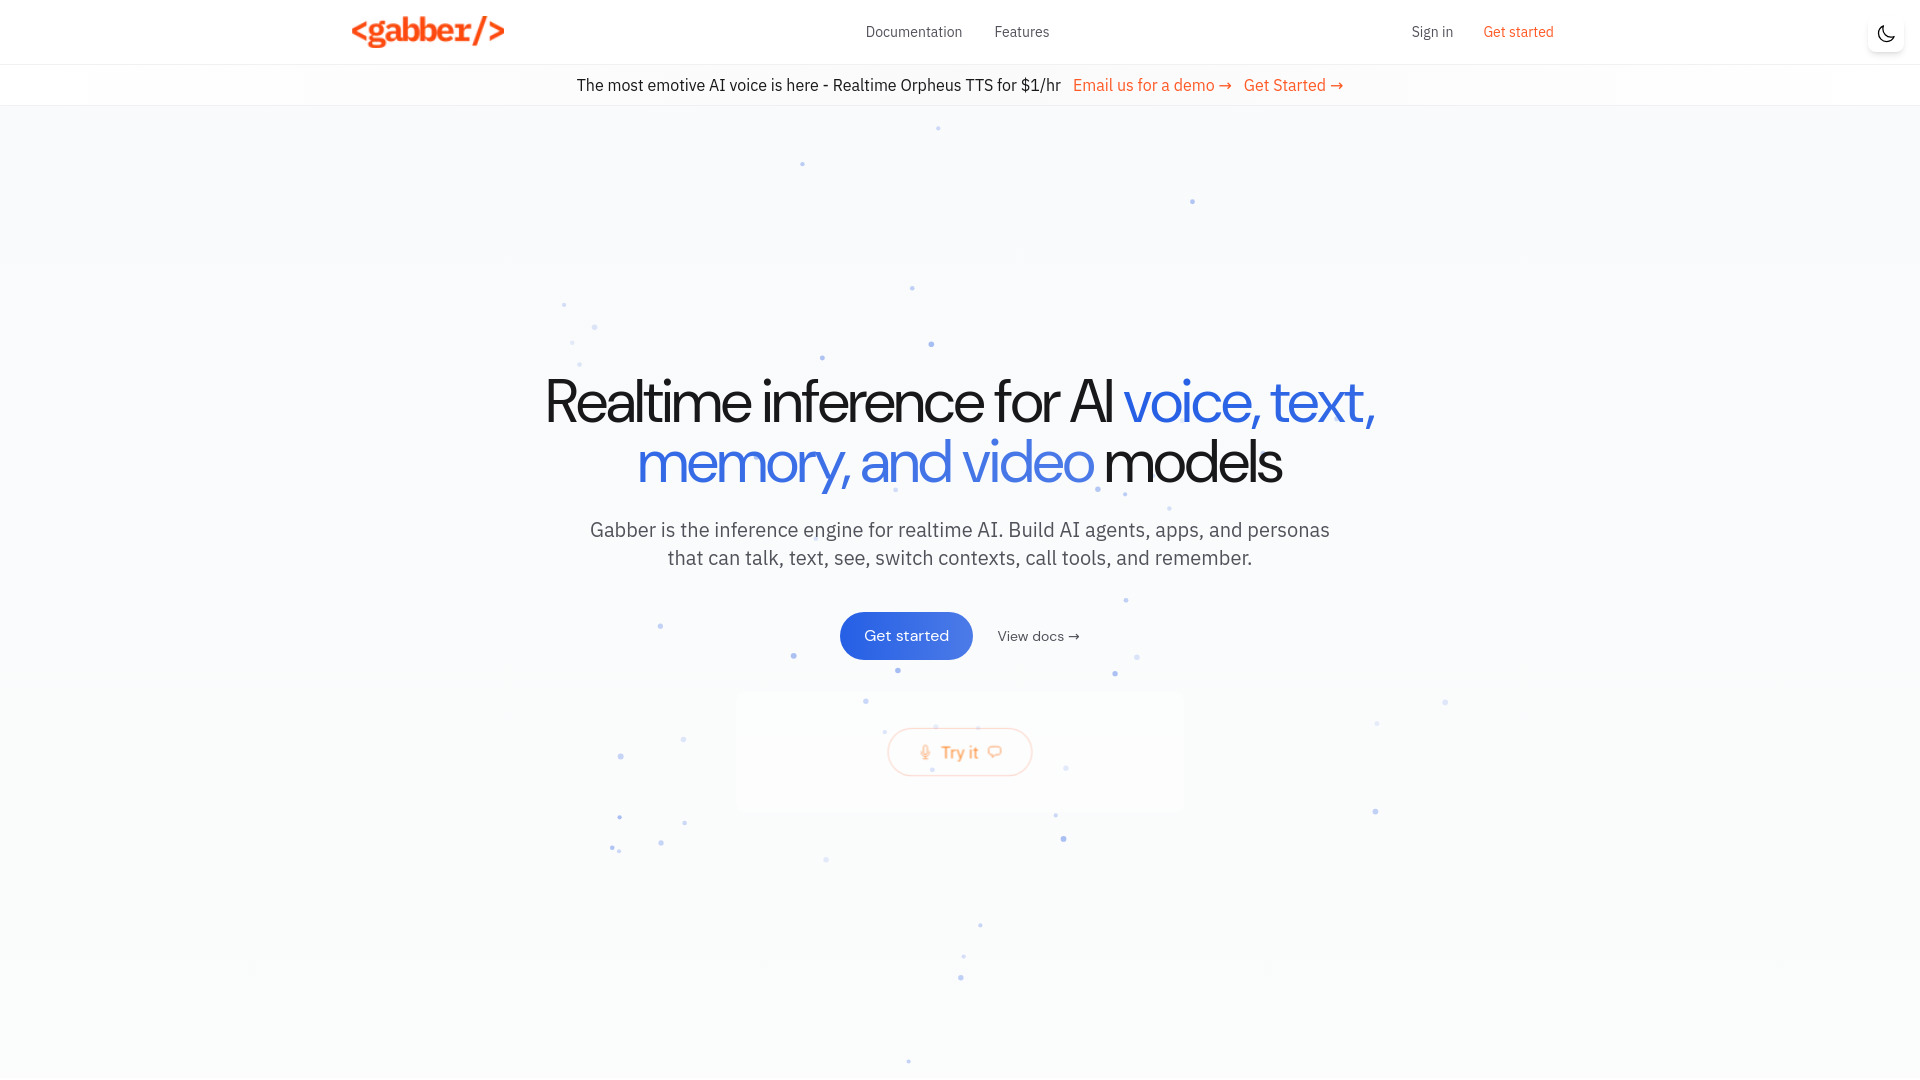 <gabber/>
Documentation
Features
Sign in
Get started
The most emotive AI voice is here - Realtime Orpheus TTS for $1/hr Email us for a demo → Get Started →
Realtime inference for AI voice, text,
memory, and video models
Gabber is the inference engine for realtime AI. Build AI agents, apps, and personas
that can talk, text, see, switch contexts, call tools, and remember.
Get started
View docs →
Try it